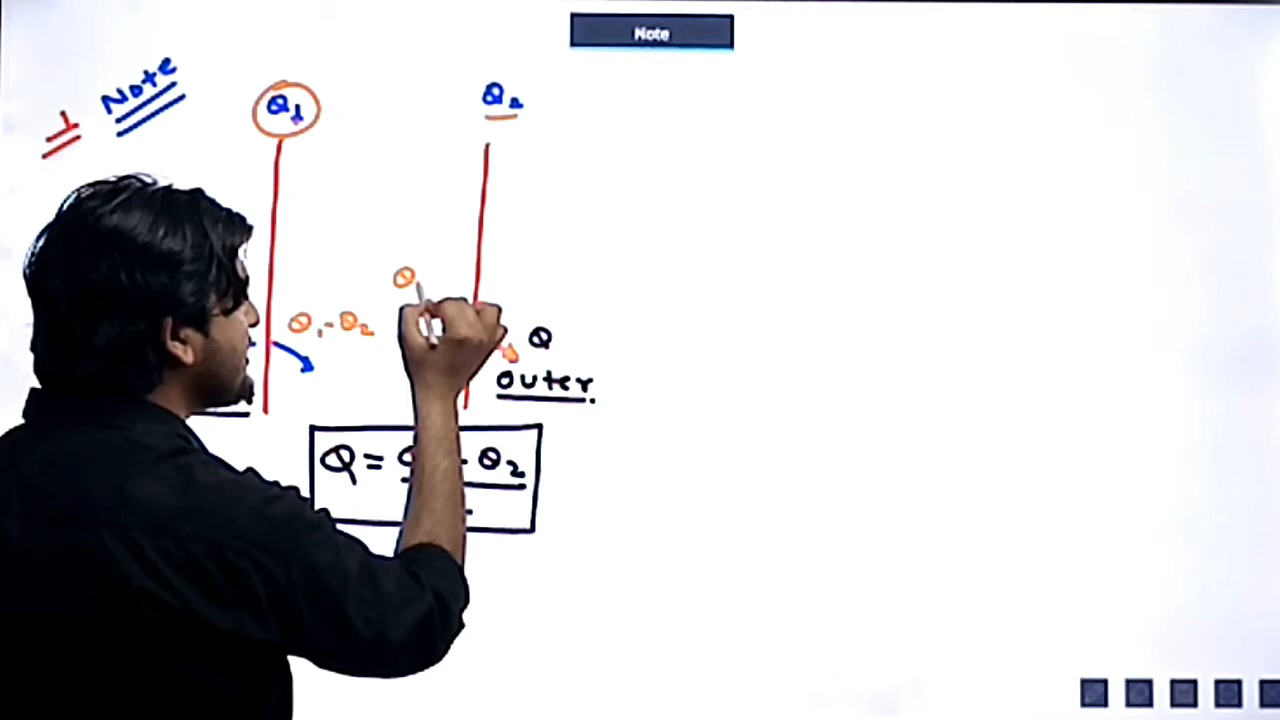 Note
1 Note
Q1 Q2
Q
Q1-Q2 Q
outer.
Q = - Q2